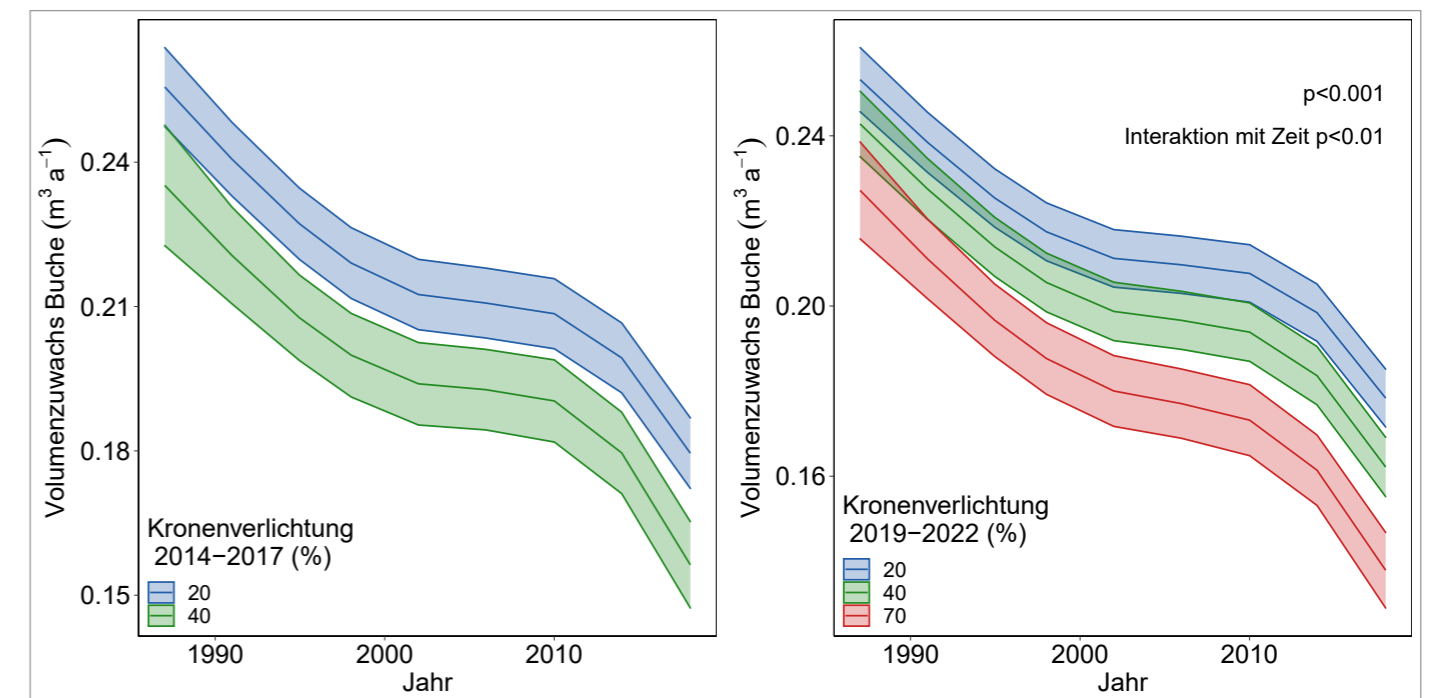 Volumenzuwachs Buche (m³ a⁻¹)
0.24
0.21
0.18
0.15
Kronenverlichtung
2014−2017 (%)
20
40
1990
2000
2010
Jahr
Volumenzuwachs Buche (m³ a⁻¹)
0.24
0.20
0.16
p<0.001
Interaktion mit Zeit p<0.01
Kronenverlichtung
2019−2022 (%)
20
40
70
1990
2000
2010
Jahr